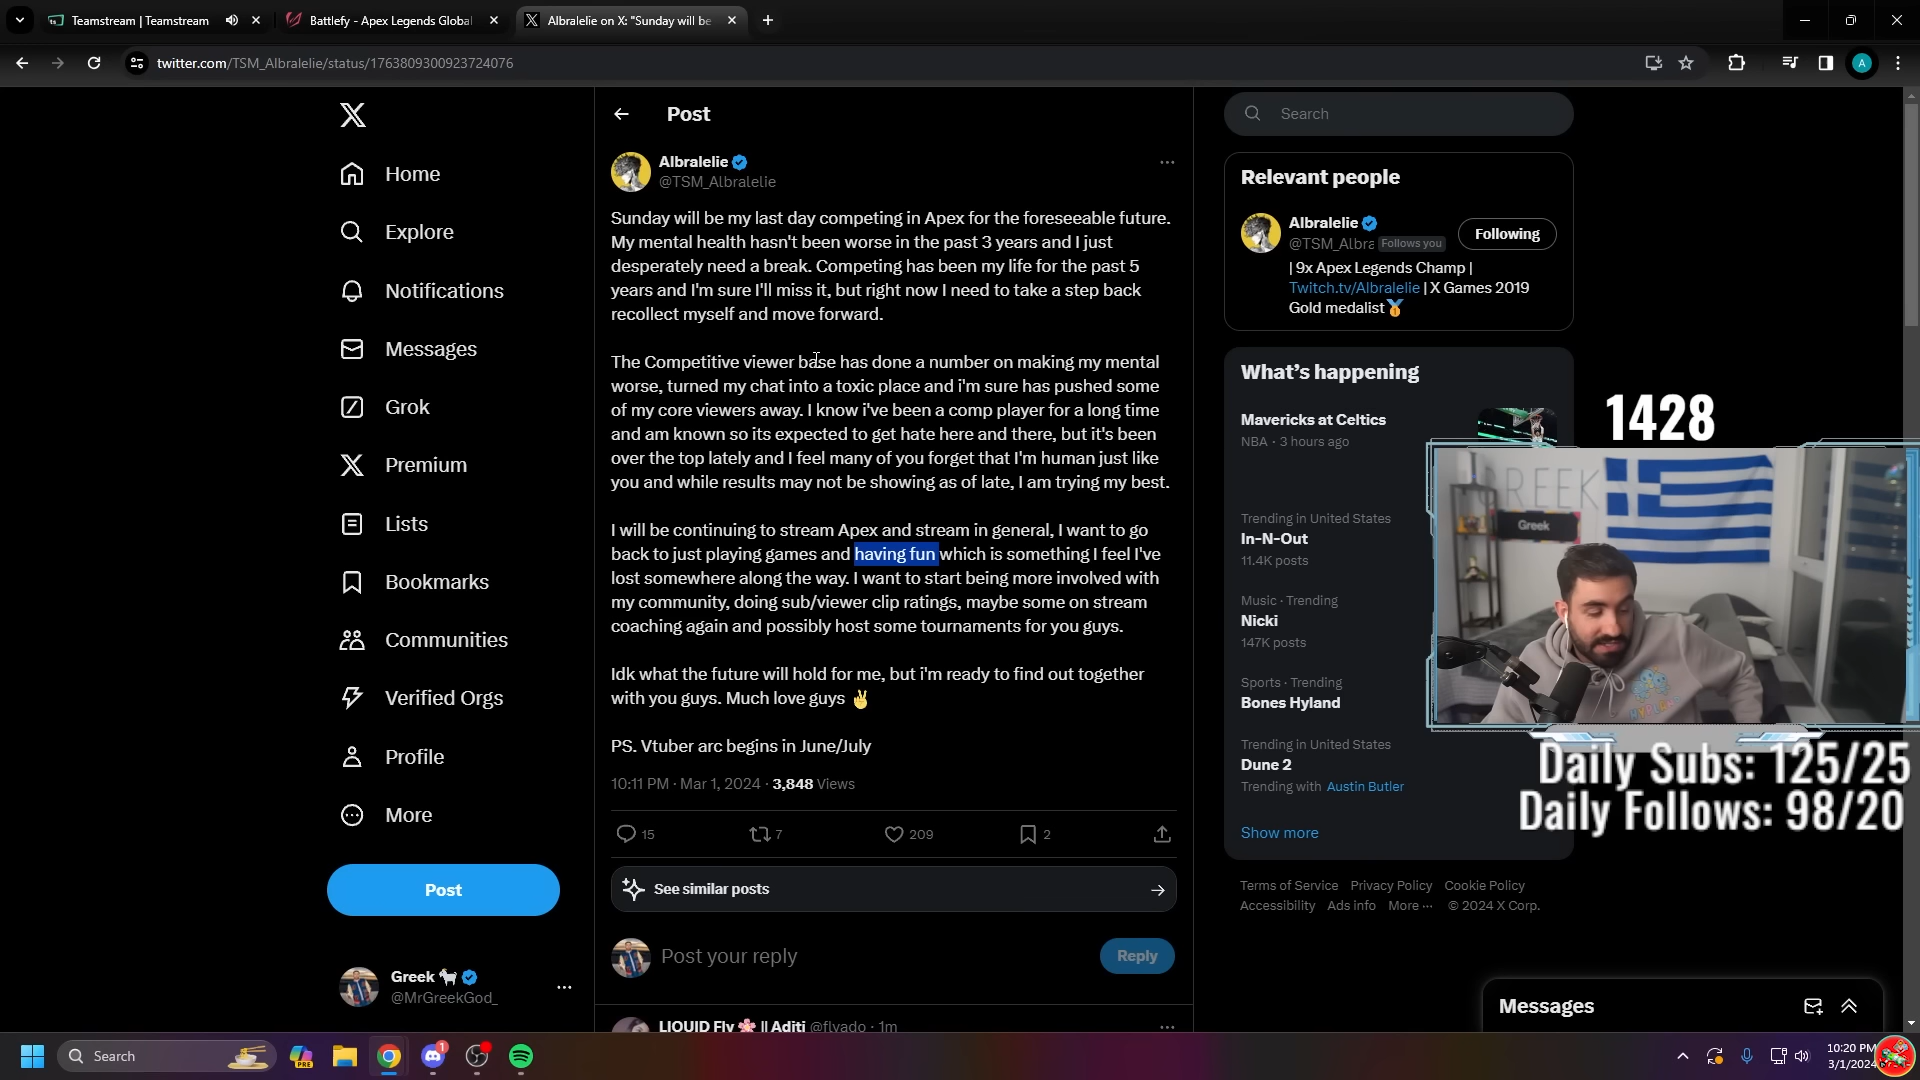 Teamstream | Teamstream
Battlefy - Apex Legends Global
Albralelie on X: "Sunday will be
twitter.com/TSM_Albralelie/status/1763809300923724076
A
Post
Search
Albralelie
@TSM_Albralelie
Home
Explore
Notifications
Messages
Grok
Premium
Lists
Bookmarks
Communities
Verified Orgs
Profile
More
Post
Greek
@MrGreekGod_
Sunday will be my last day competing in Apex for the foreseeable future.
My mental health hasn't been worse in the past 3 years and I just
desperately need a break. Competing has been my life for the past 5
years and I'm sure I'll miss it, but right now I need to take a step back
recollect myself and move forward.
The Competitive viewer base has done a number on making my mental
worse, turned my chat into a toxic place and i'm sure has pushed some
of my core viewers away. I know i've been a comp player for a long time
and am known so its expected to get hate here and there, but it's been
over the top lately and I feel many of you forget that I'm human just like
you and while results may not be showing as of late, I am trying my best.
I will be continuing to stream Apex and stream in general, I want to go
back to just playing games and having fun which is something I feel I've
lost somewhere along the way. I want to start being more involved with
my community, doing sub/viewer clip ratings, maybe some on stream
coaching again and possibly host some tournaments for you guys.
Idk what the future will hold for me, but i'm ready to find out together
with you guys. Much love guys ✌
PS. Vtuber arc begins in June/July
10:11 PM · Mar 1, 2024 · 3,848 Views
15
7
209
2
See similar posts
Post your reply
Reply
LIQUID Fly 🌸 || Aditi @flyado · 1m
Relevant people
Albralelie
@TSM_Albra Follows you
Following
| 9x Apex Legends Champ |
Twitch.tv/Albralelie | X Games 2019
Gold medalist🥇
What's happening
Mavericks at Celtics
NBA · 3 hours ago
Trending in United States
In-N-Out
11.4K posts
Music · Trending
Nicki
147K posts
Sports · Trending
Bones Hyland
Trending in United States
Dune 2
Trending with Austin Butler
Show more
Terms of Service Privacy Policy Cookie Policy
Accessibility Ads info More ··· © 2024 X Corp.
1428
GREEK
Greek
Daily Subs: 125/25
Daily Follows: 98/20
Messages
Search
PRE
1
10:20 PM
3/1/2024